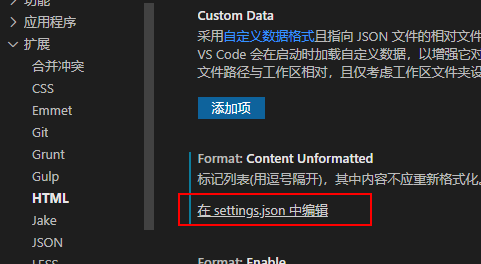 应用程序
扩展
合并冲突
CSS
Emmet
Git
Grunt
Gulp
HTML
Jake
JSON
Custom Data
采用自定义数据格式且指向 JSON 文件的相对文件
VS Code 会在启动时加载自定义数据，以增强它对
文件路径与工作区相对，且仅考虑工作区文件夹设
添加项
Format: Content Unformatted
标记列表(用逗号隔开)，其中内容不应重新格式化。
在 settings.json 中编辑
Format: Enable